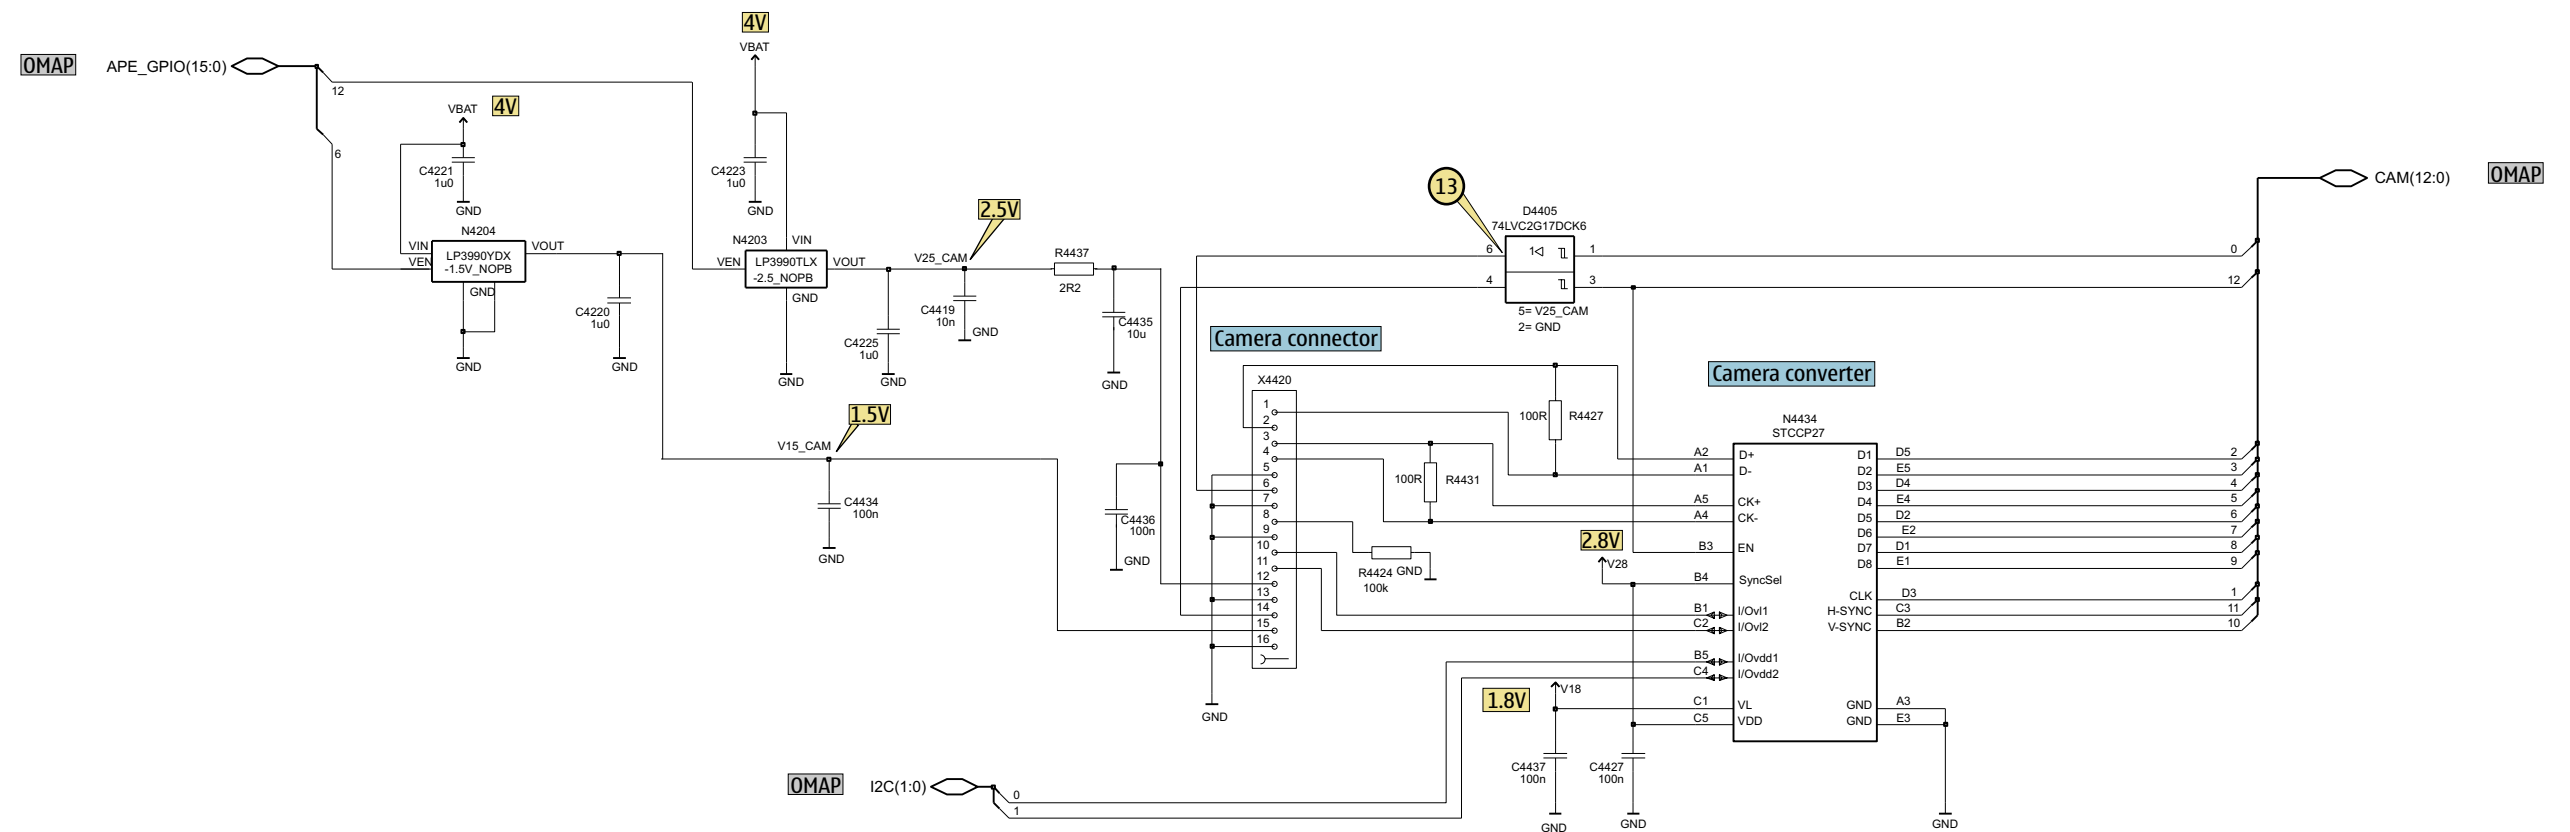 OMAP
APE_GPIO(15:0)
12
6
4V
VBAT
VBAT
4V
C4221
1u0
GND
N4204
VIN
VEN
LP3990YDX
-1.5V_NOPB
VOUT
GND
GND
C4220
1u0
GND
C4223
1u0
GND
N4203
VIN
VEN
LP3990TLX
-2.5_NOPB
VOUT
GND
GND
C4225
1u0
GND
V25_CAM
2.5V
C4419
10n
GND
R4437
2R2
C4435
10u
GND
V15_CAM
1.5V
C4434
100n
GND
C4436
100n
GND
13
D4405
74LVC2G17DCK6
6
1
1
4
3
5= V25_CAM
2= GND
0
12
CAM(12:0)
OMAP
Camera connector
X4420
1
2
3
4
5
6
7
8
9
10
11
12
13
14
15
16
GND
100R
R4427
100R
R4431
R4424
100k
GND
Camera converter
N4434
STCCP27
A2
D+
D1
D5
2
A1
D-
D2
E5
3
D3
D4
4
A5
CK+
D4
E4
5
A4
CK-
D5
D2
6
D6
E2
7
B3
EN
D7
D1
8
D8
E1
9
2.8V
V28
B4
SyncSel
CLK
D3
1
B1
I/Ovl1
H-SYNC
C3
11
C2
I/Ovl2
V-SYNC
B2
10
B5
I/Ovdd1
C4
I/Ovdd2
1.8V
V18
C1
VL
GND
A3
C5
VDD
GND
E3
C4437
100n
GND
C4427
100n
GND
GND
OMAP
I2C(1:0)
0
1